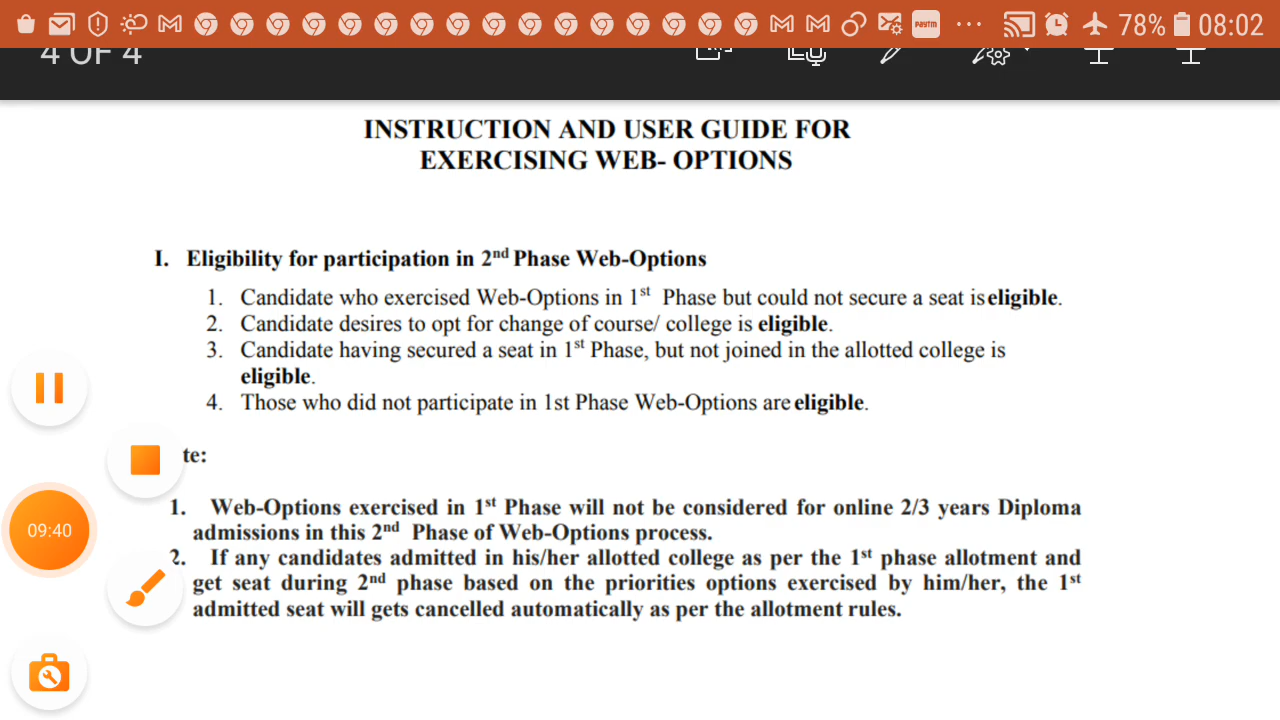 Paytm ... 78% 08:02
4 OF 4
INSTRUCTION AND USER GUIDE FOR
EXERCISING WEB- OPTIONS
I. Eligibility for participation in 2nd Phase Web-Options
1. Candidate who exercised Web-Options in 1st Phase but could not secure a seat is eligible.
2. Candidate desires to opt for change of course/ college is eligible.
3. Candidate having secured a seat in 1st Phase, but not joined in the allotted college is
eligible.
4. Those who did not participate in 1st Phase Web-Options are eligible.
te:
1. Web-Options exercised in 1st Phase will not be considered for online 2/3 years Diploma
admissions in this 2nd Phase of Web-Options process.
2. If any candidates admitted in his/her allotted college as per the 1st phase allotment and
get seat during 2nd phase based on the priorities options exercised by him/her, the 1st
admitted seat will gets cancelled automatically as per the allotment rules.
09:40